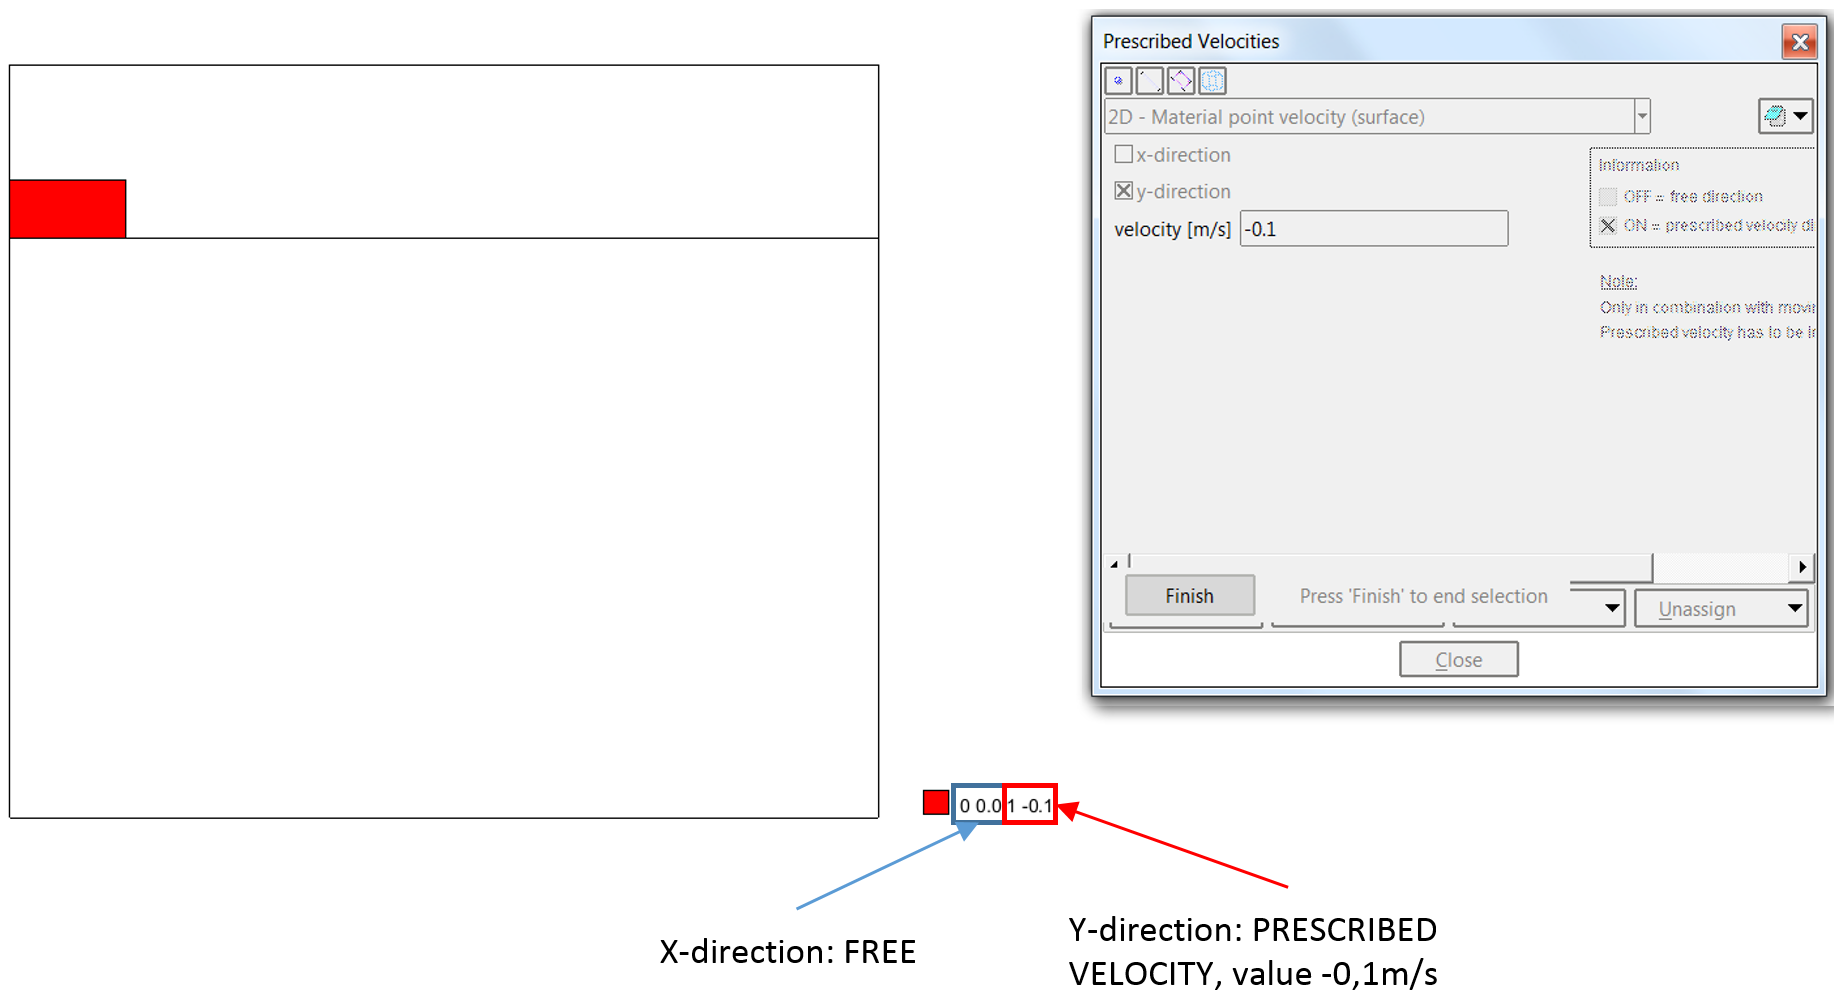 Prescribed Velocities
2D - Material point velocity (surface)
x-direction
y-direction
velocity [m/s] -0.1
Information
OFF = free direction
ON = prescribed velocity di
Note:
Only in combination with movi
Prescribed velocity has to be i
Finish
Press 'Finish' to end selection
Unassign
Close
0 0.0 1 -0.1
X-direction: FREE
Y-direction: PRESCRIBED
VELOCITY, value -0,1m/s